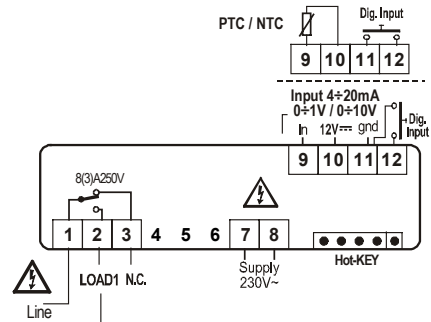 PTC / NTC Dig. Input
9 10 11 12
Input 4÷20mA
0÷1V / 0÷10V
In 12V⎓ gnd
Dig.
Input
9 10 11 12
8(3)A250V
1 2 3 4 5 6 7 8
LOAD1 N.C.
Supply
230V~
Hot-KEY
Line